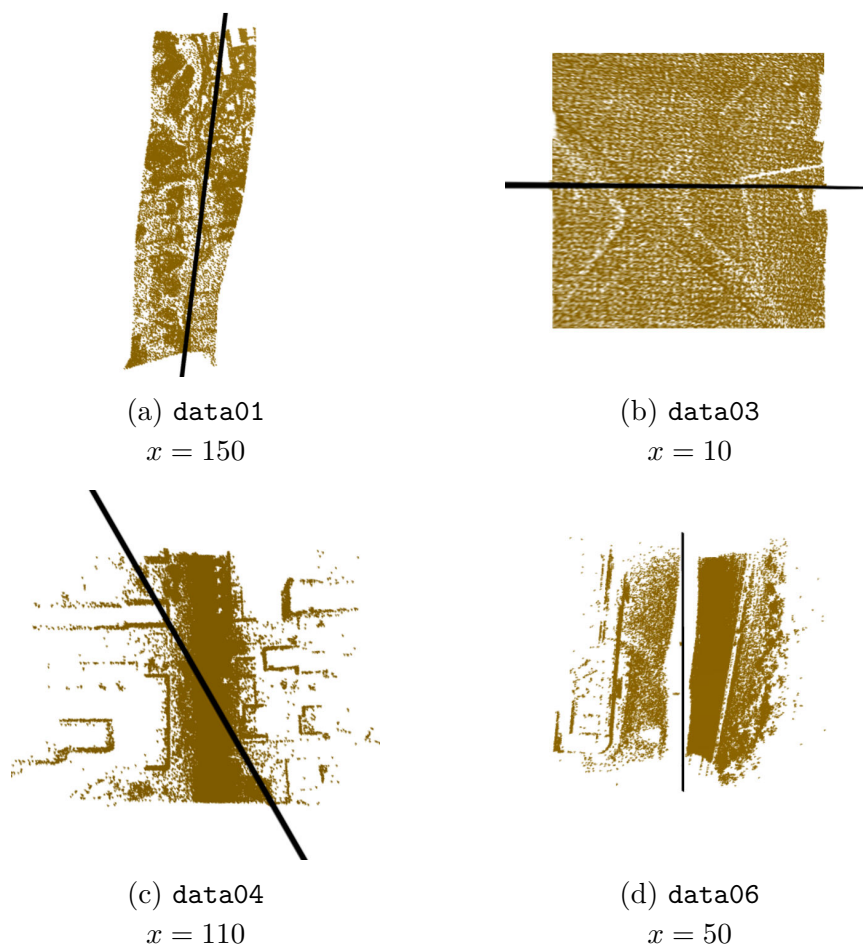 (a) data01
x = 150
(b) data03
x = 10
(c) data04
x = 110
(d) data06
x = 50